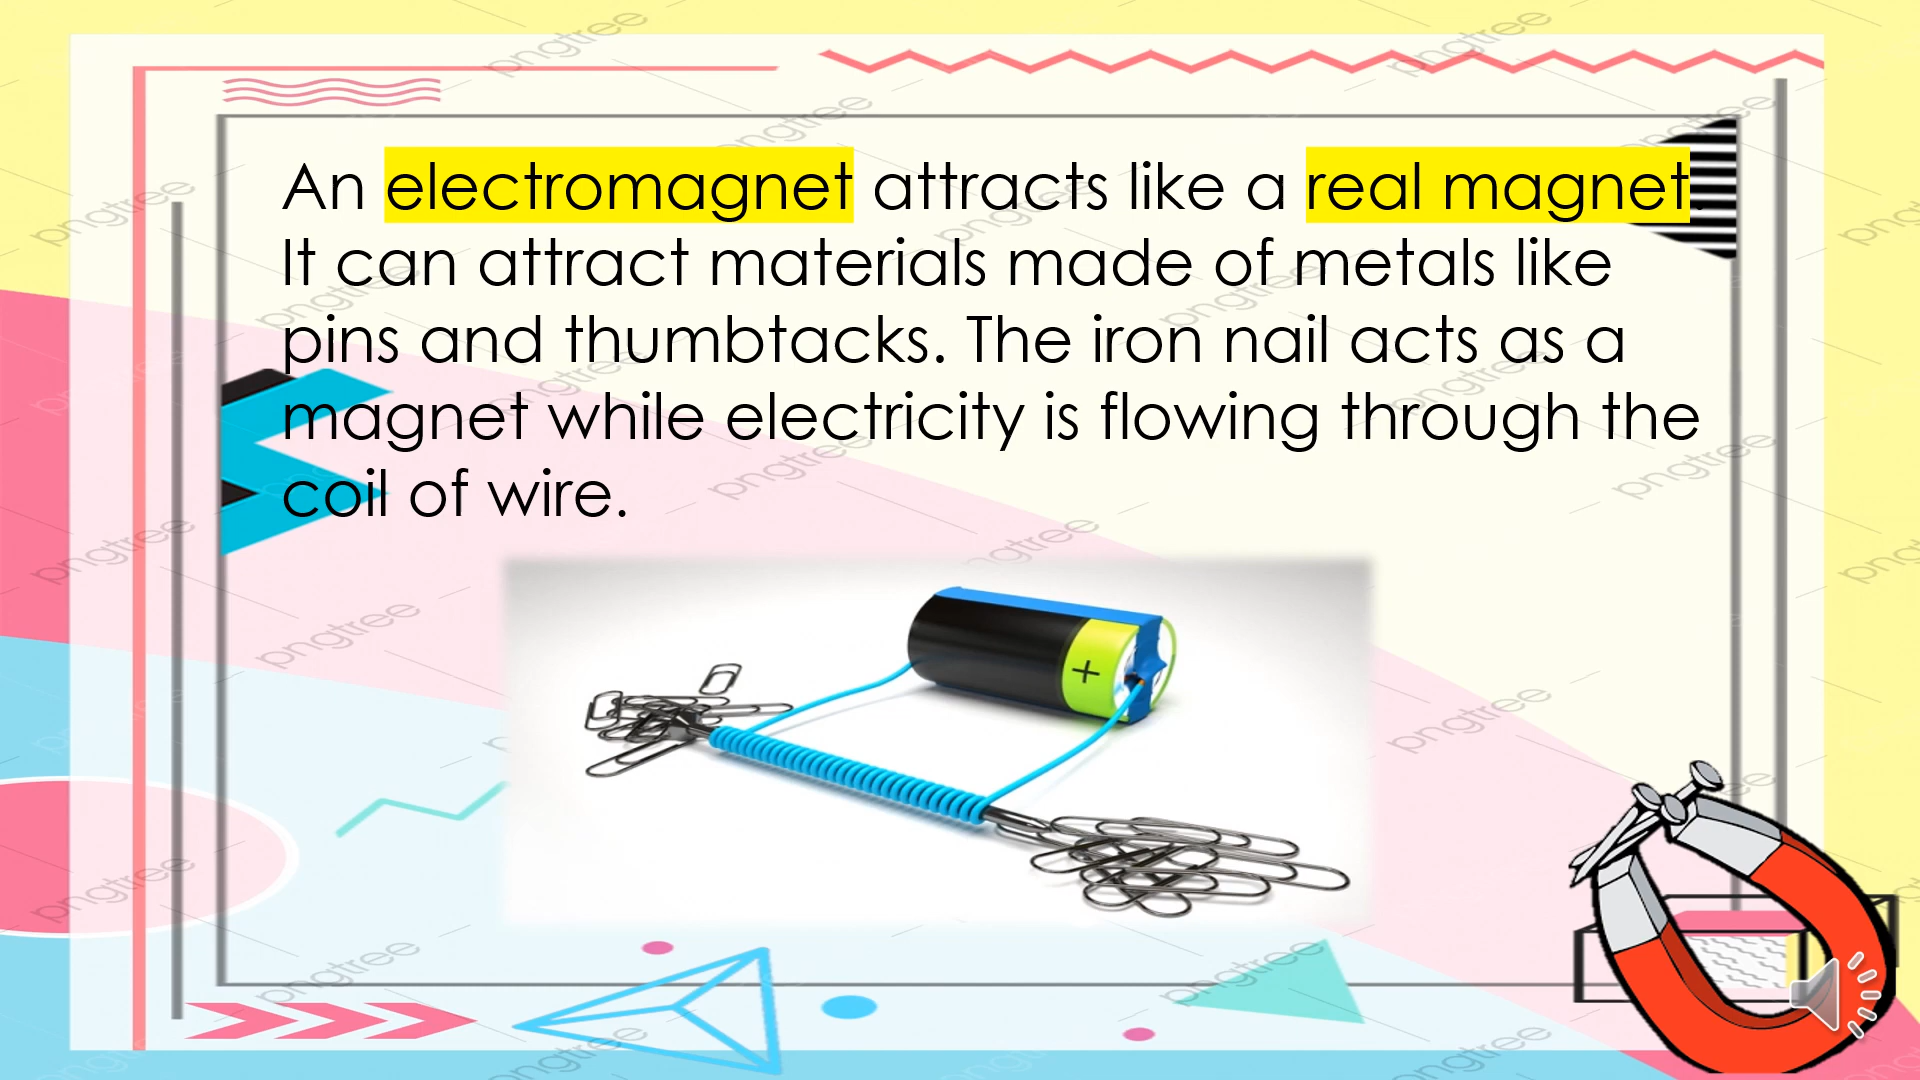 An electromagnet attracts like a real magnet.
It can attract materials made of metals like
pins and thumbtacks. The iron nail acts as a
magnet while electricity is flowing through the
coil of wire.
+
pngtree